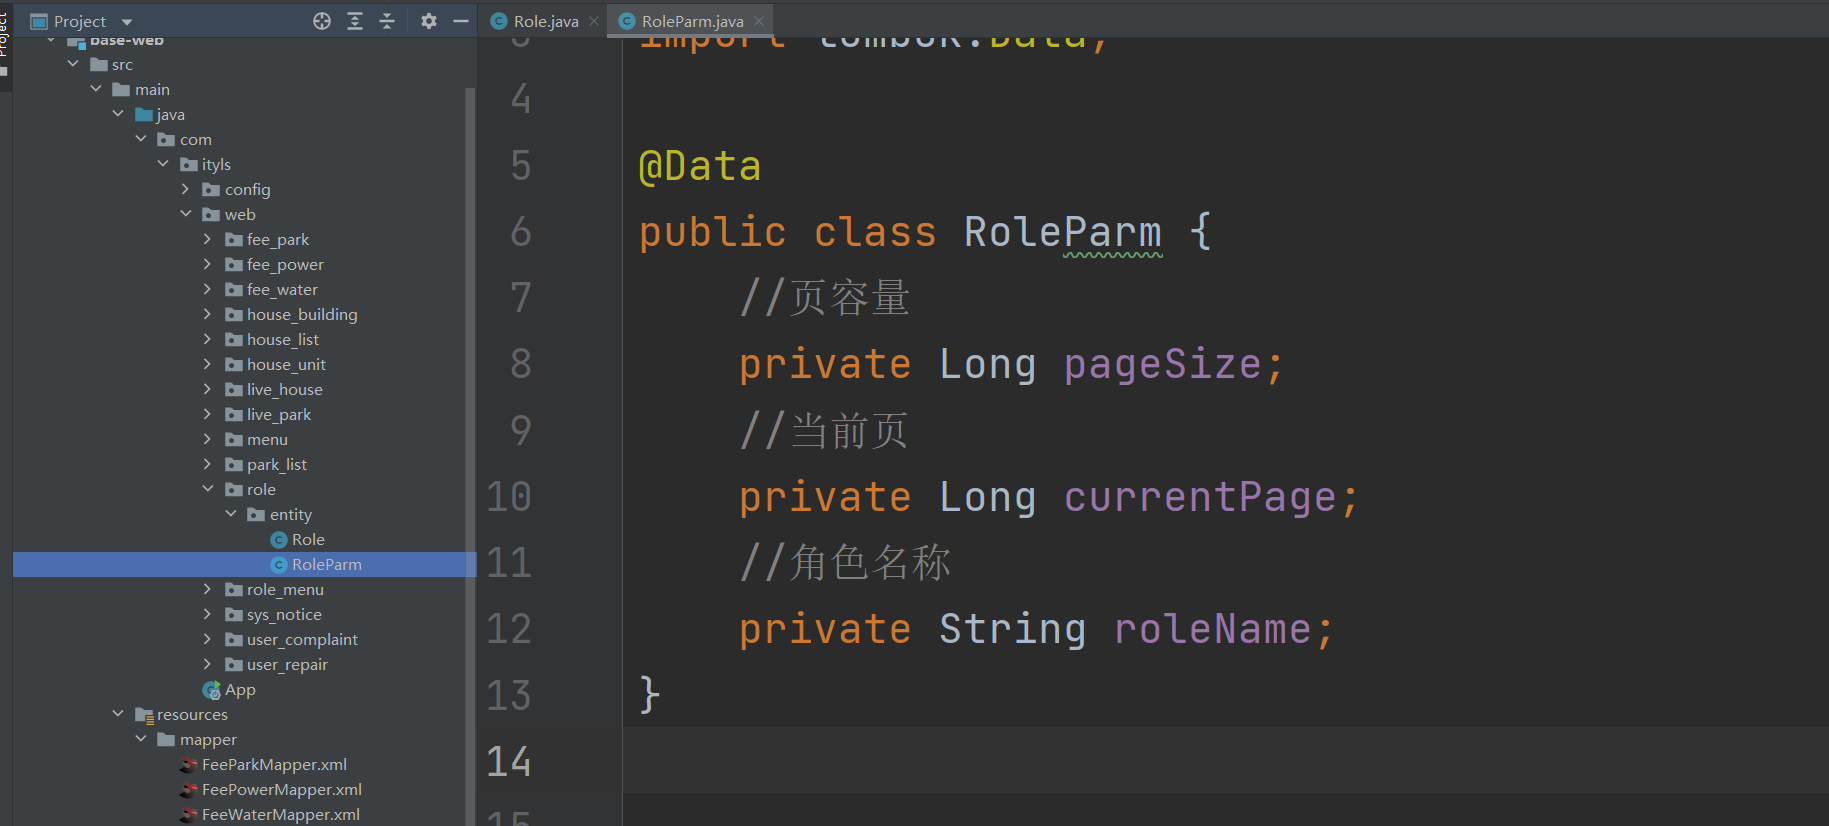 Project
Project
base-web
src
main
java
com
ityls
config
web
fee_park
fee_power
fee_water
house_building
house_list
house_unit
live_house
live_park
menu
park_list
role
entity
Role
RoleParm
role_menu
sys_notice
user_complaint
user_repair
App
resources
mapper
FeeParkMapper.xml
FeePowerMapper.xml
FeeWaterMapper.xml
Role.java
RoleParm.java
3 import lombok.Data;
4
5 @Data
6 public class RoleParm {
7 //页容量
8 private Long pageSize;
9 //当前页
10 private Long currentPage;
11 //角色名称
12 private String roleName;
13 }
14
15